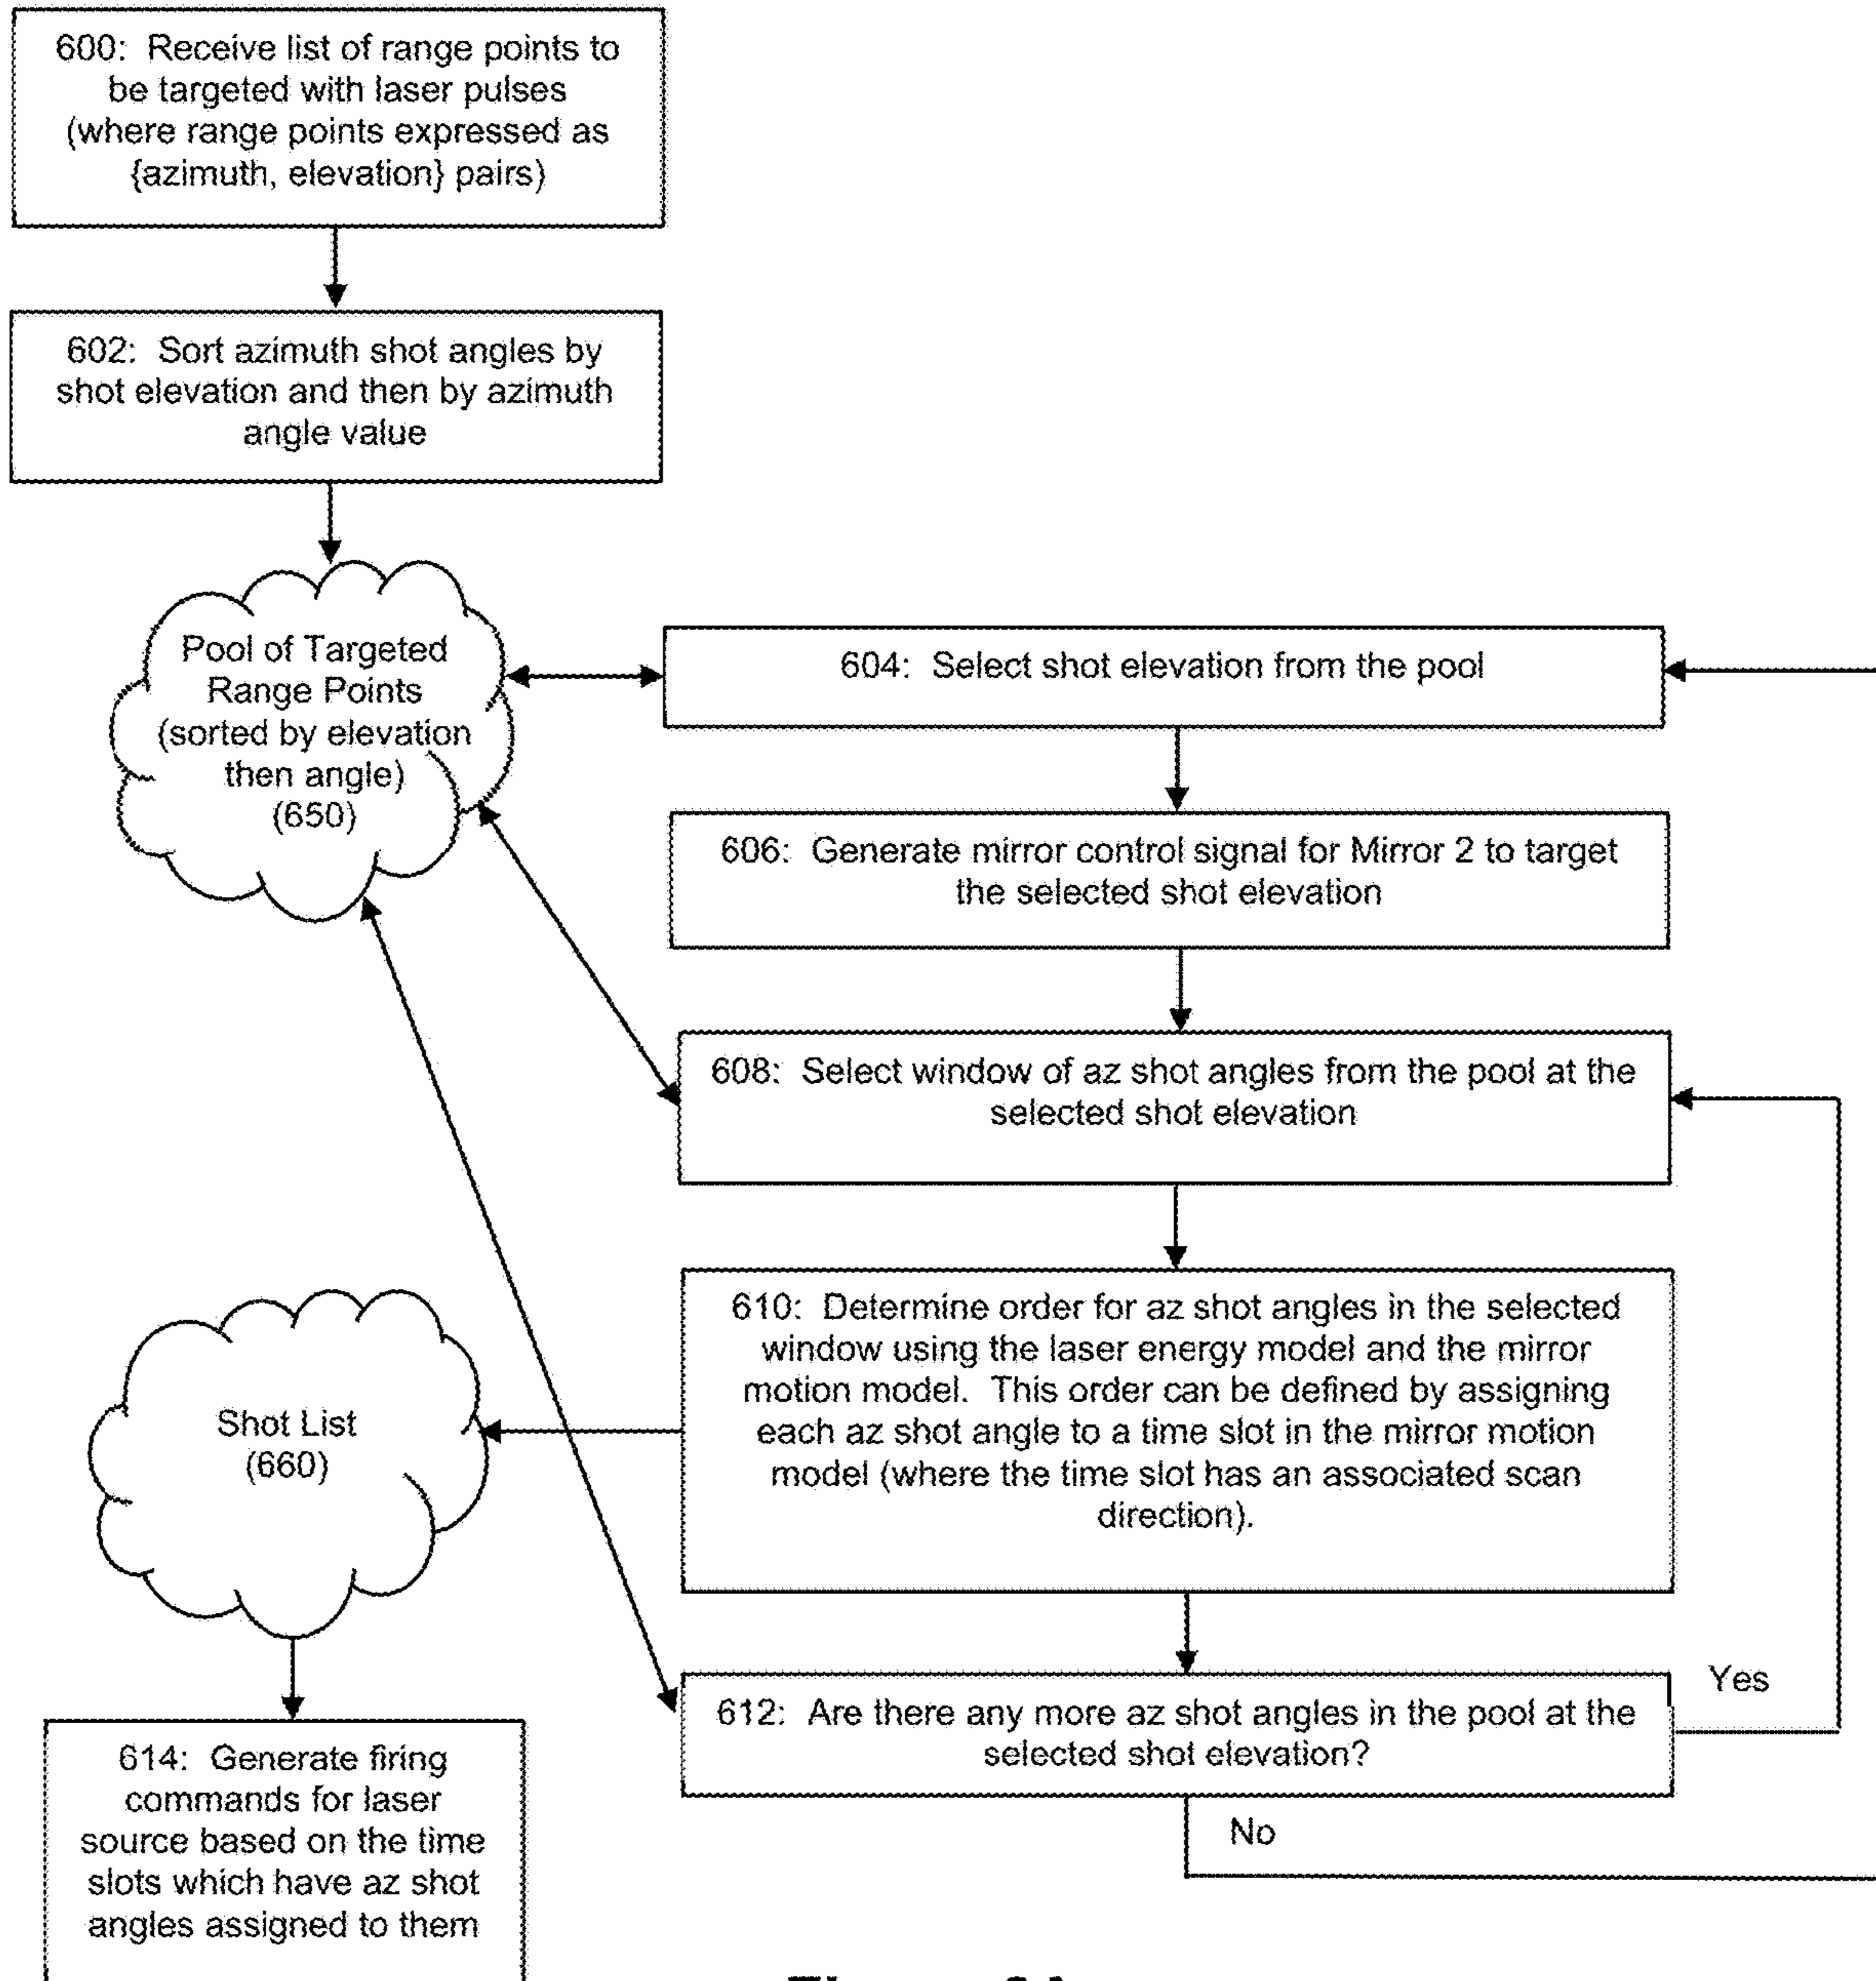 600: Receive list of range points to
be targeted with laser pulses
(where range points expressed as
{azimuth, elevation} pairs)
602: Sort azimuth shot angles by
shot elevation and then by azimuth
angle value
Pool of Targeted
Range Points
(sorted by elevation
then angle)
(650)
604: Select shot elevation from the pool
606: Generate mirror control signal for Mirror 2 to target
the selected shot elevation
608: Select window of az shot angles from the pool at the
selected shot elevation
610: Determine order for az shot angles in the selected
window using the laser energy model and the mirror
motion model. This order can be defined by assigning
each az shot angle to a time slot in the mirror motion
model (where the time slot has an associated scan
direction).
Shot List
(660)
612: Are there any more az shot angles in the pool at the
selected shot elevation?
Yes
No
614: Generate firing
commands for laser
source based on the time
slots which have az shot
angles assigned to them